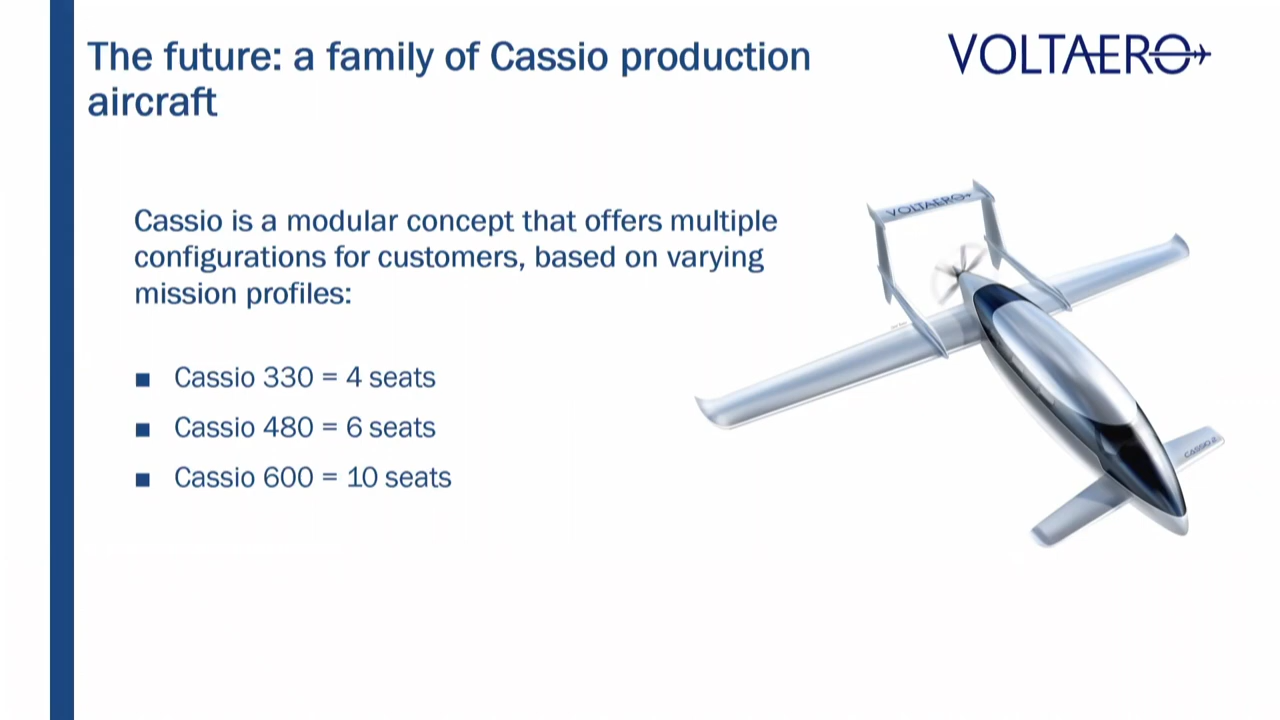 The future: a family of Cassio production
aircraft
VOLTAERO
Cassio is a modular concept that offers multiple
configurations for customers, based on varying
mission profiles:
Cassio 330 = 4 seats
Cassio 480 = 6 seats
Cassio 600 = 10 seats
VOLTAERO